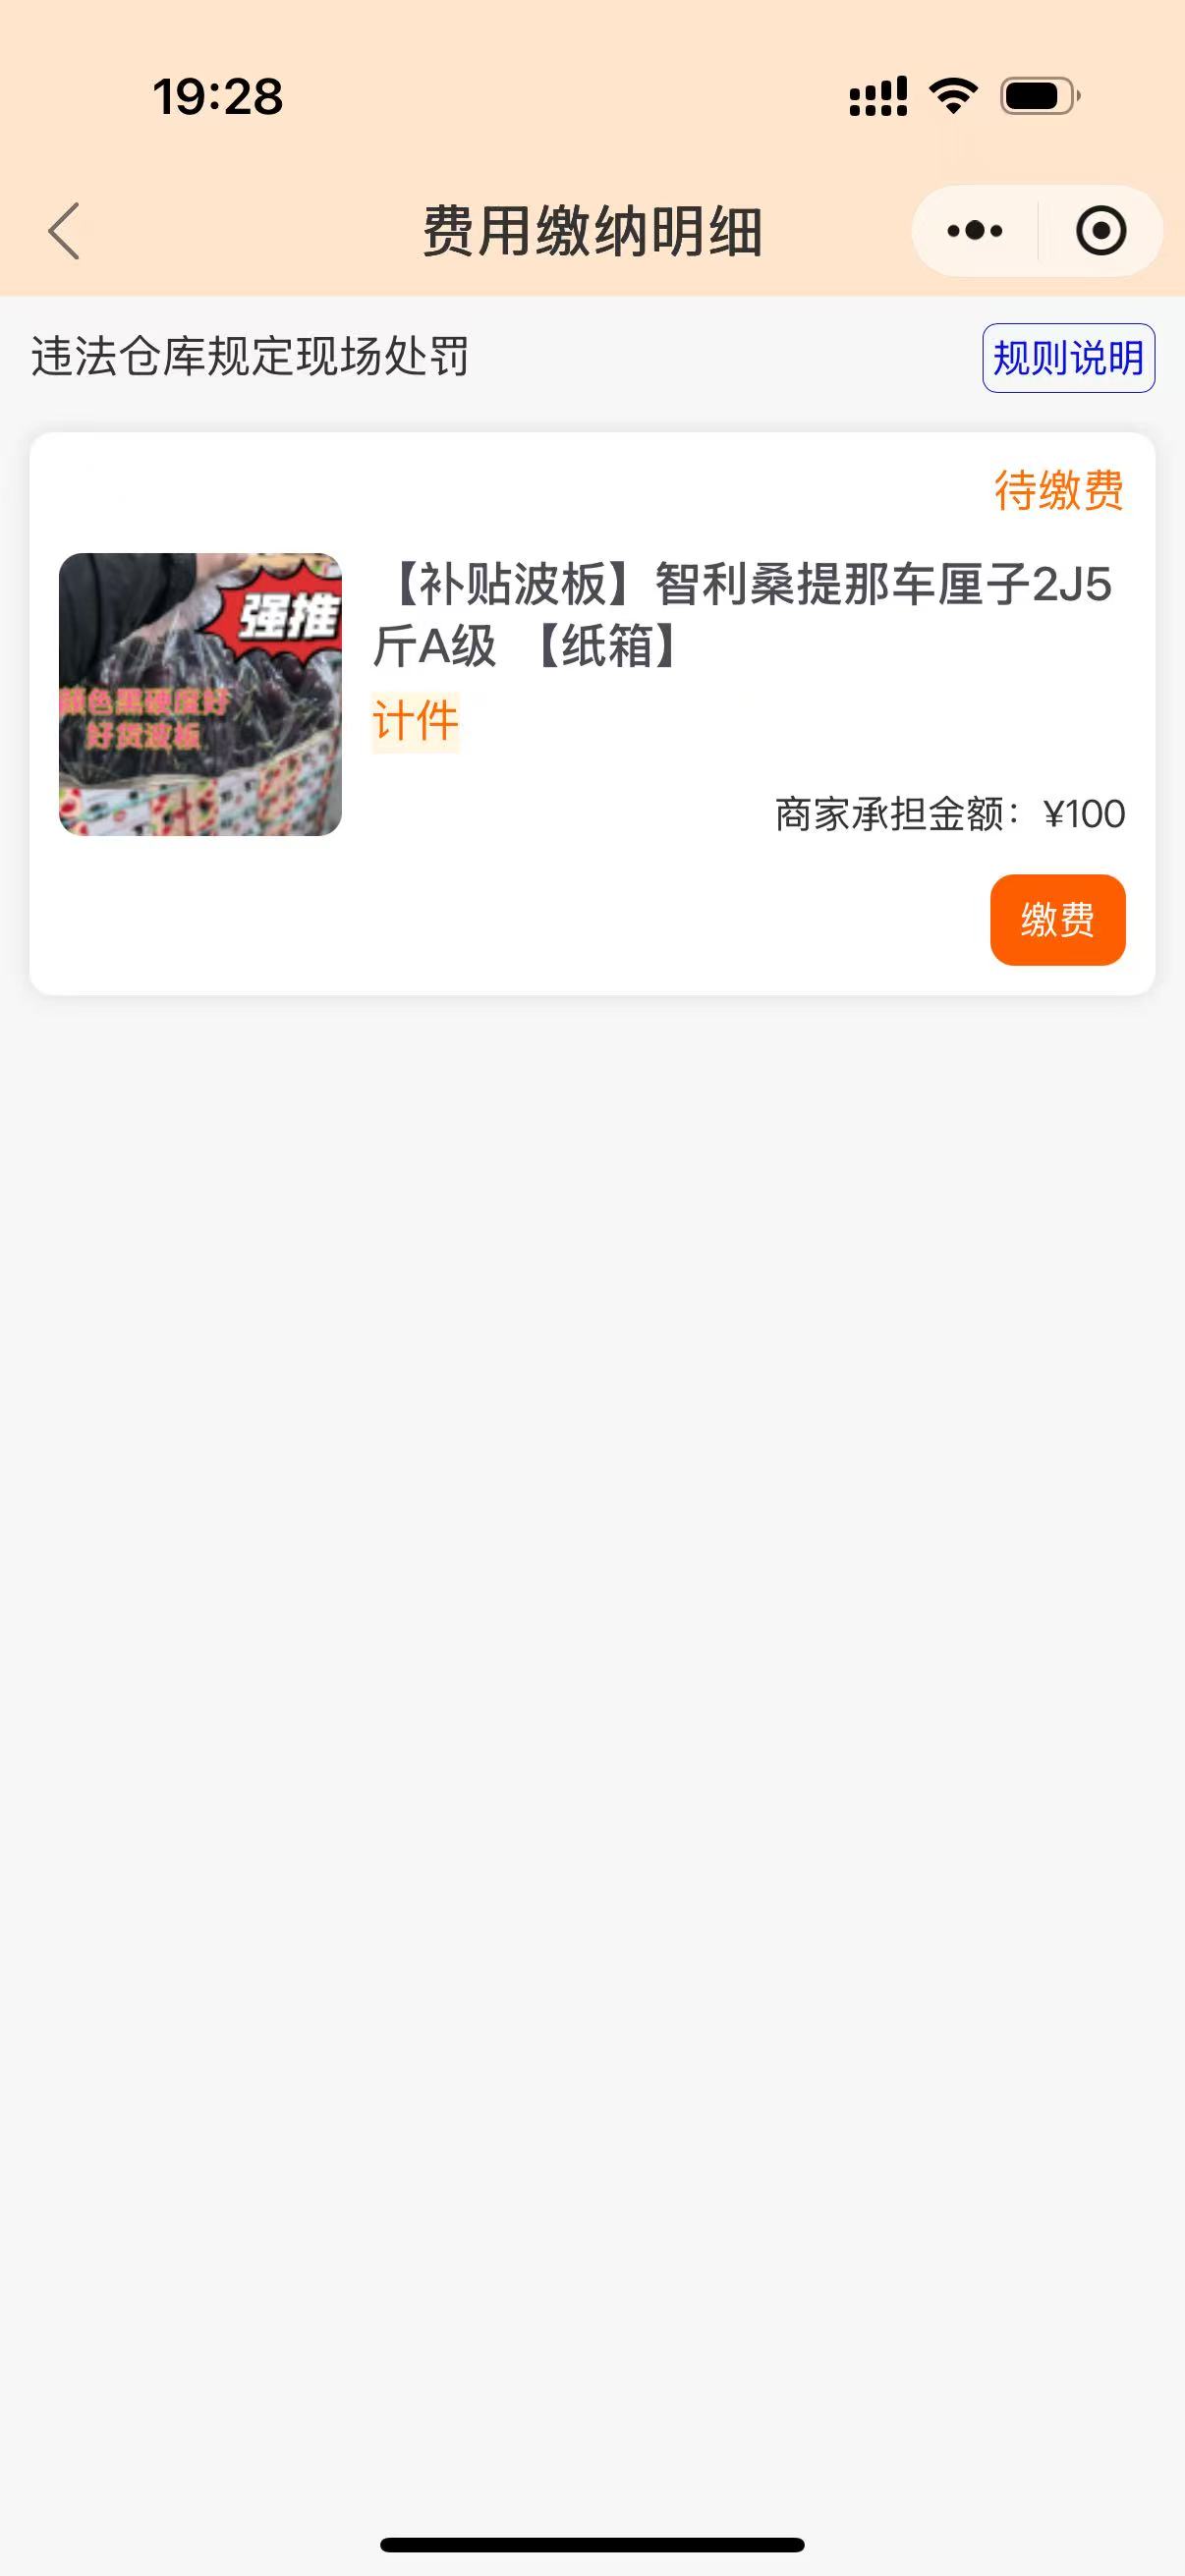 19:28
费用缴纳明细
违法仓库规定现场处罚
规则说明
待缴费
强推
颜色黑硬度好
好货波板
【补贴波板】智利桑提那车厘子2J5
斤A级 【纸箱】
计件
商家承担金额：¥100
缴费